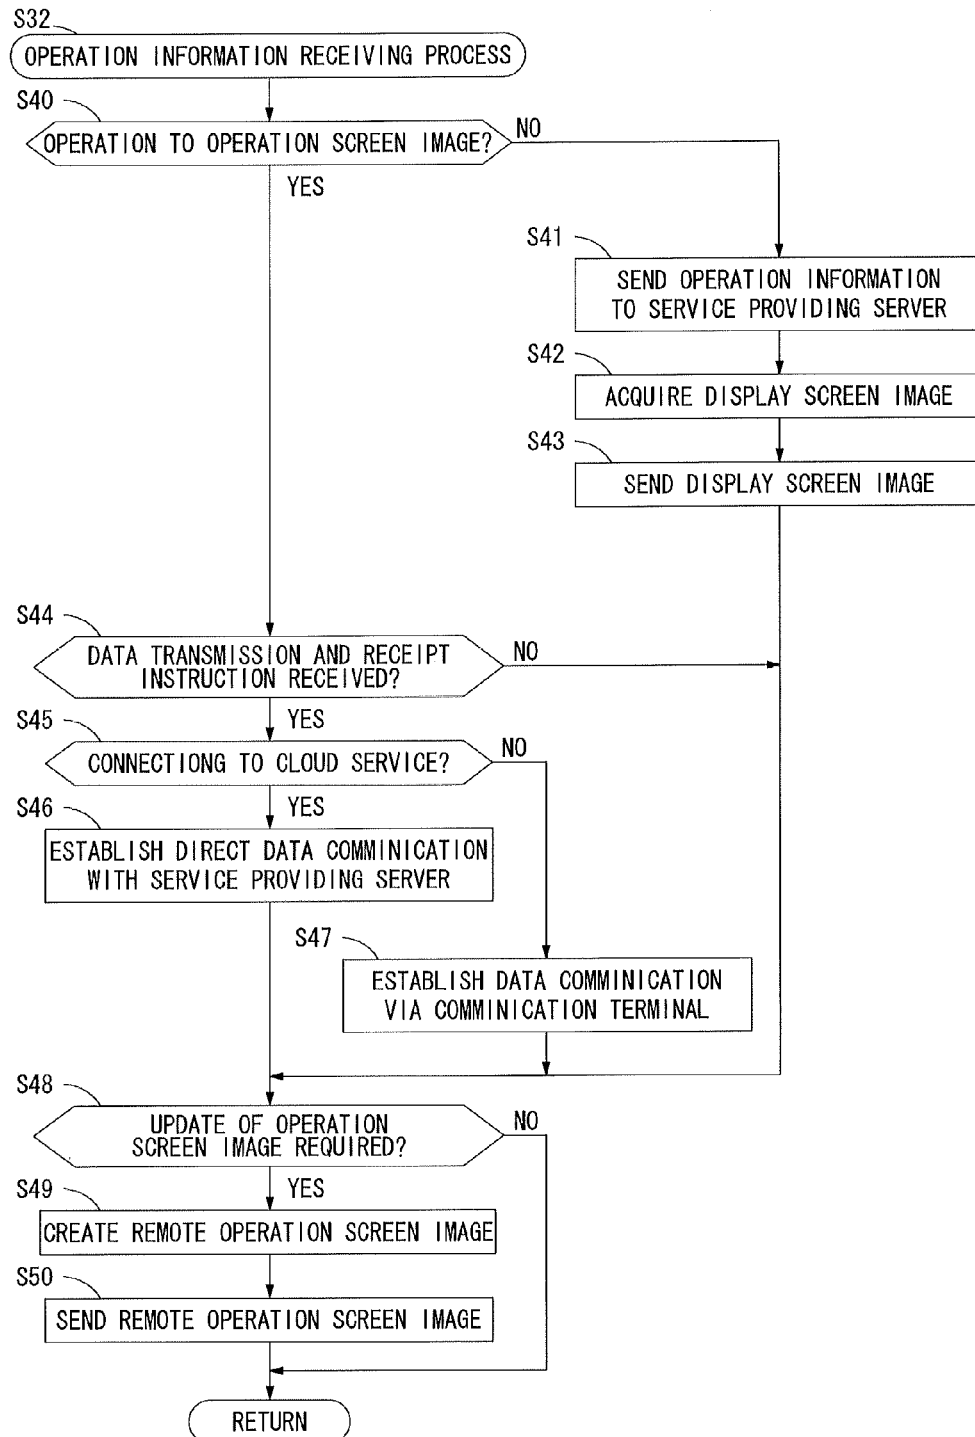 S32
OPERATION INFORMATION RECEIVING PROCESS
S40
OPERATION TO OPERATION SCREEN IMAGE?
NO
YES
S41
SEND OPERATION INFORMATION
TO SERVICE PROVIDING SERVER
S42
ACQUIRE DISPLAY SCREEN IMAGE
S43
SEND DISPLAY SCREEN IMAGE
S44
DATA TRANSMISSION AND RECEIPT
INSTRUCTION RECEIVED?
NO
YES
S45
CONNECTIONG TO CLOUD SERVICE?
NO
YES
S46
ESTABLISH DIRECT DATA COMMINICATION
WITH SERVICE PROVIDING SERVER
S47
ESTABLISH DATA COMMINICATION
VIA COMMINICATION TERMINAL
S48
UPDATE OF OPERATION
SCREEN IMAGE REQUIRED?
NO
YES
S49
CREATE REMOTE OPERATION SCREEN IMAGE
S50
SEND REMOTE OPERATION SCREEN IMAGE
RETURN